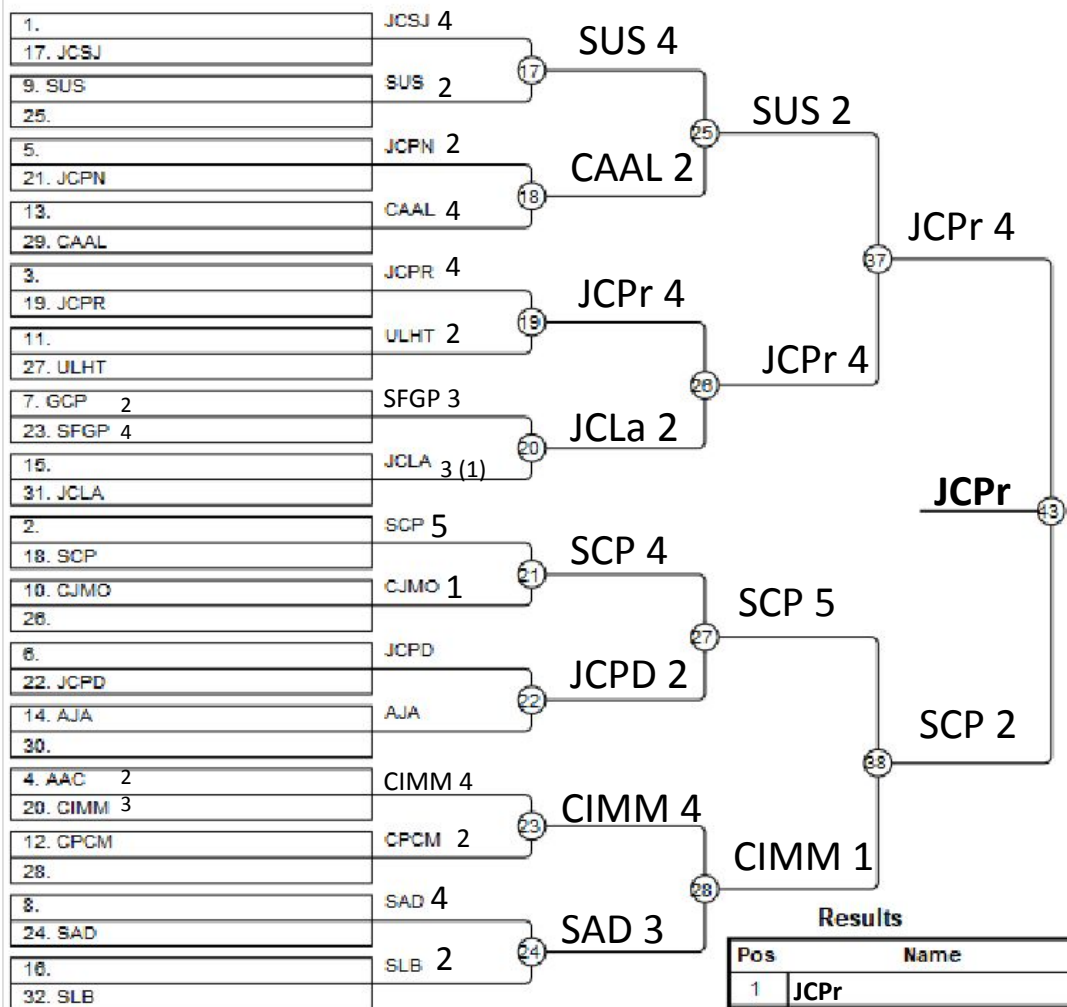 1.
17. JCSJ
9. SUS
25.
5.
21. JCPN
13.
29. CAAL
3.
19. JCPR
11.
27. ULHT
7. GCP 2
23. SFGP 4
15.
31. JCLA
2.
18. SCP
10. CJMO
26.
6.
22. JCPD
14. AJA
30.
4. AAC 2
20. CIMM 3
12. CPCM
28.
8.
24. SAD
16.
32. SLB
JCSJ 4
SUS 2
JCPN 2
CAAL 4
JCPR 4
ULHT 2
SFGP 3
JCLA 3 (1)
SCP 5
CJMO 1
JCPD
AJA
CIMM 4
CPCM 2
SAD 4
SLB 2
17
18
19
20
21
22
23
24
SUS 4
CAAL 2
JCPr 4
JCLa 2
SCP 4
JCPD 2
CIMM 4
SAD 3
25
26
27
28
SUS 2
JCPr 4
SCP 5
CIMM 1
37
38
JCPr 4
SCP 2
43
JCPr
Results
Pos Name
1 JCPr